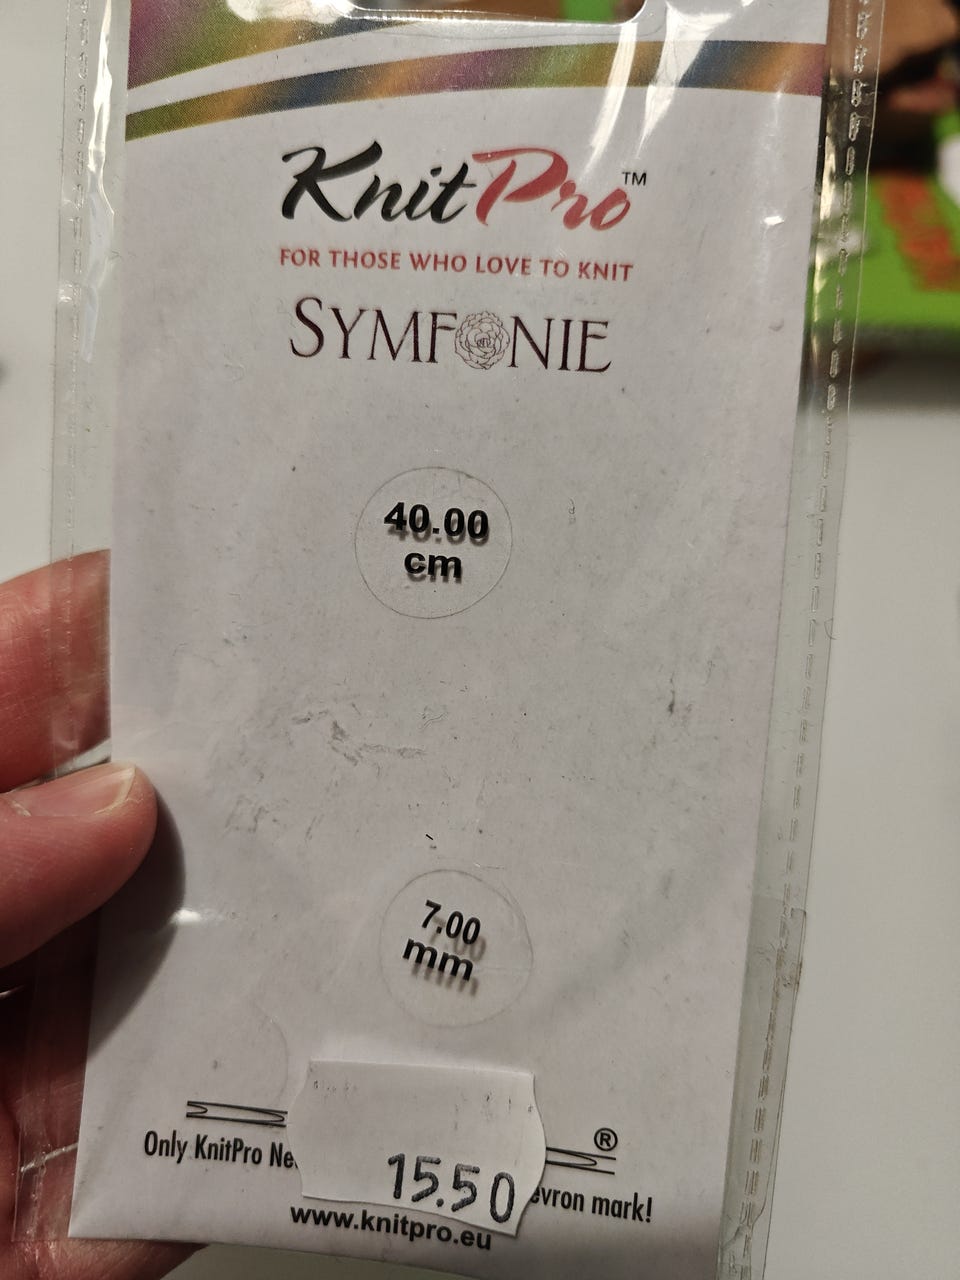 KnitPro™
FOR THOSE WHO LOVE TO KNIT
SYMFONIE
40.00
cm
7.00
mm
Only KnitPro Ne
®
evron mark!
15.50
www.knitpro.eu